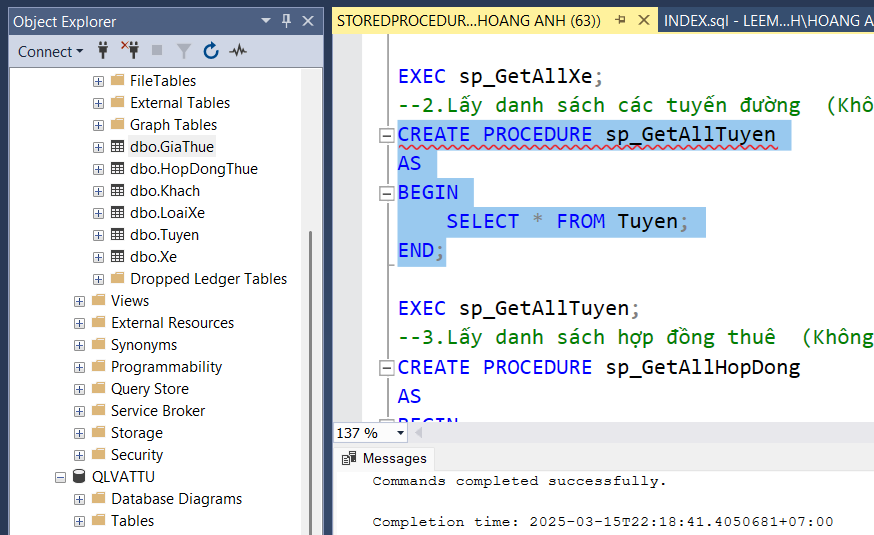 Object Explorer
Connect
FileTables
External Tables
Graph Tables
dbo.GiaThue
dbo.HopDongThue
dbo.Khach
dbo.LoaiXe
dbo.Tuyen
dbo.Xe
Dropped Ledger Tables
Views
External Resources
Synonyms
Programmability
Query Store
Service Broker
Storage
Security
QLVATTU
Database Diagrams
Tables
STOREDPROCEDUR...HOANG ANH (63))
INDEX.sql - LEEM...H\HOANG A
EXEC sp_GetAllXe;
--2.Lấy danh sách các tuyến đường (Khô
CREATE PROCEDURE sp_GetAllTuyen
AS
BEGIN
SELECT * FROM Tuyen;
END;
EXEC sp_GetAllTuyen;
--3.Lấy danh sách hợp đồng thuê (Không
CREATE PROCEDURE sp_GetAllHopDong
AS
BEGIN
137 %
Messages
Commands completed successfully.
Completion time: 2025-03-15T22:18:41.4050681+07:00